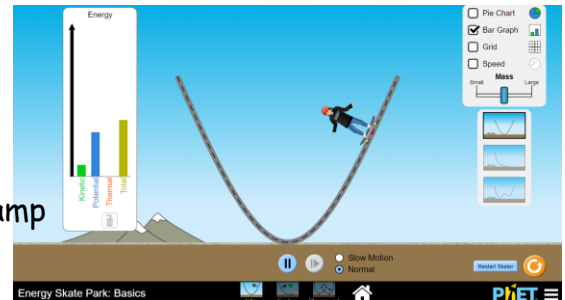 Energy
Kinetic
Potential
Thermal
Total
Pie Chart
Bar Graph
Grid
Speed
Mass
Small Large
amp
Slow Motion
Normal
Restart Skater
Energy Skate Park: Basics
PhET